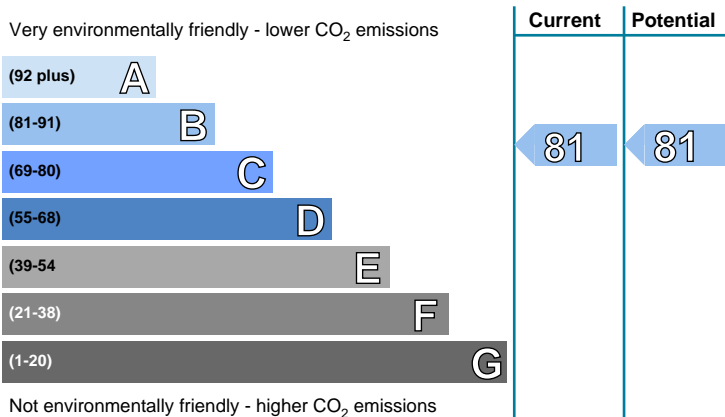 Very environmentally friendly - lower CO2 emissions
Current
Potential
(92 plus) A
(81-91) B
(69-80) C
(55-68) D
(39-54 E
(21-38) F
(1-20) G
81
81
Not environmentally friendly - higher CO2 emissions